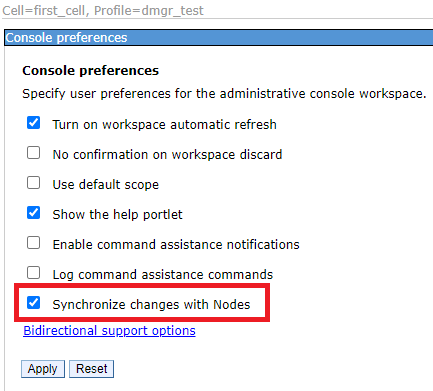 Cell=first_cell, Profile=dmgr_test
Console preferences
Console preferences
Specify user preferences for the administrative console workspace.
Turn on workspace automatic refresh
No confirmation on workspace discard
Use default scope
Show the help portlet
Enable command assistance notifications
Log command assistance commands
Synchronize changes with Nodes
Bidirectional support options
Apply Reset